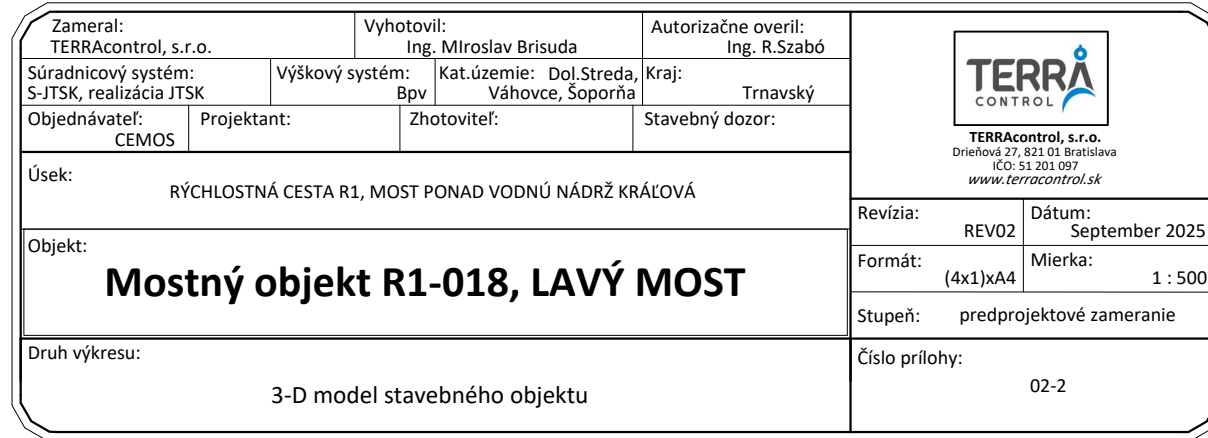 Zameral:
TERRAcontrol, s.r.o.
Vyhotovil:
Ing. MIroslav Brisuda
Autorizačne overil:
Ing. R.Szabó
Súradnicový systém:
S-JTSK, realizácia JTSK
Výškový systém:
Bpv
Kat.územie: Dol.Streda,
Váhovce, Šoporňa
Kraj:
Trnavský
Objednávateľ:
CEMOS
Projektant:
Zhotoviteľ:
Stavebný dozor:
Úsek:
RÝCHLOSTNÁ CESTA R1, MOST PONAD VODNÚ NÁDRŽ KRÁĽOVÁ
Objekt:
Mostný objekt R1-018, LAVÝ MOST
Druh výkresu:
3-D model stavebného objektu
TERRA
CONTROL
TERRAcontrol, s.r.o.
Drieňová 27, 821 01 Bratislava
IČO: 51 201 097
www.terracontrol.sk
Revízia:
REV02
Dátum:
September 2025
Formát:
(4x1)xA4
Mierka:
1 : 500
Stupeň: predprojektové zameranie
Číslo prílohy:
02-2